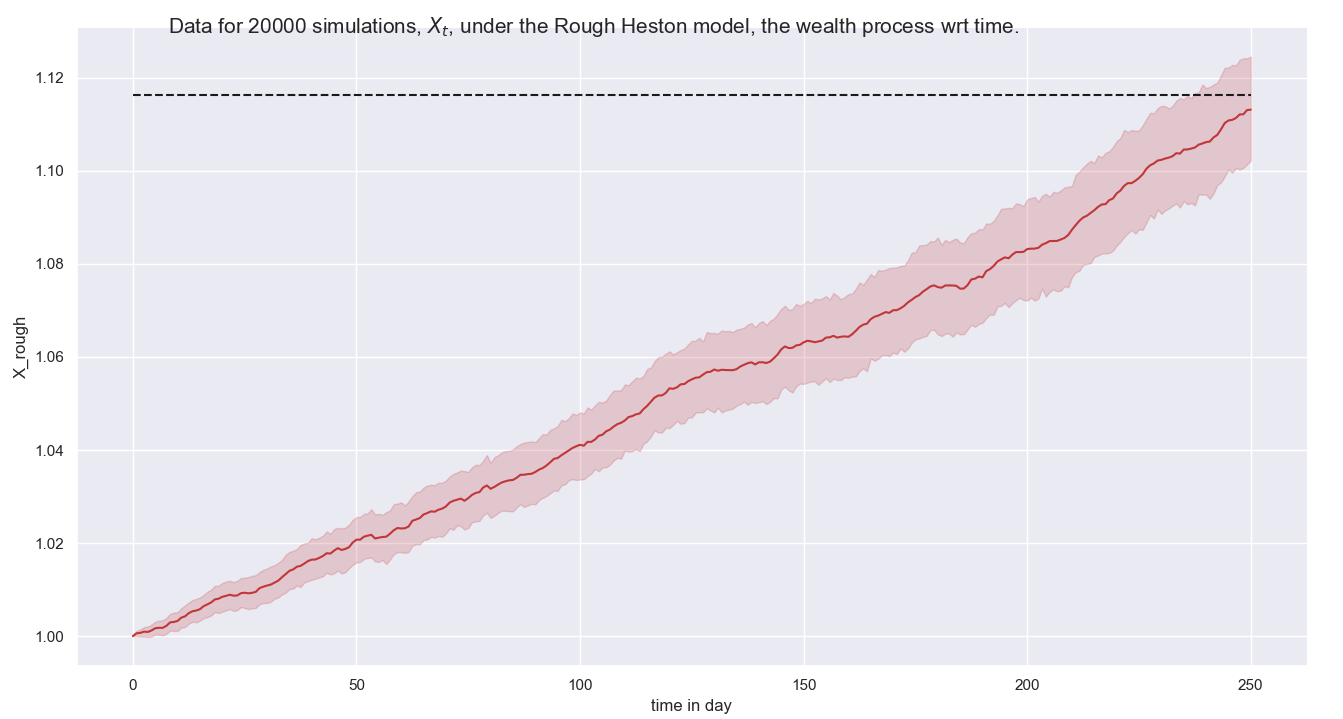 Data for 20000 simulations, $X_t$, under the Rough Heston model, the wealth process wrt time.
1.12
1.10
1.08
1.06
1.04
1.02
1.00
X_rough
0 50 100 150 200 250
time in day